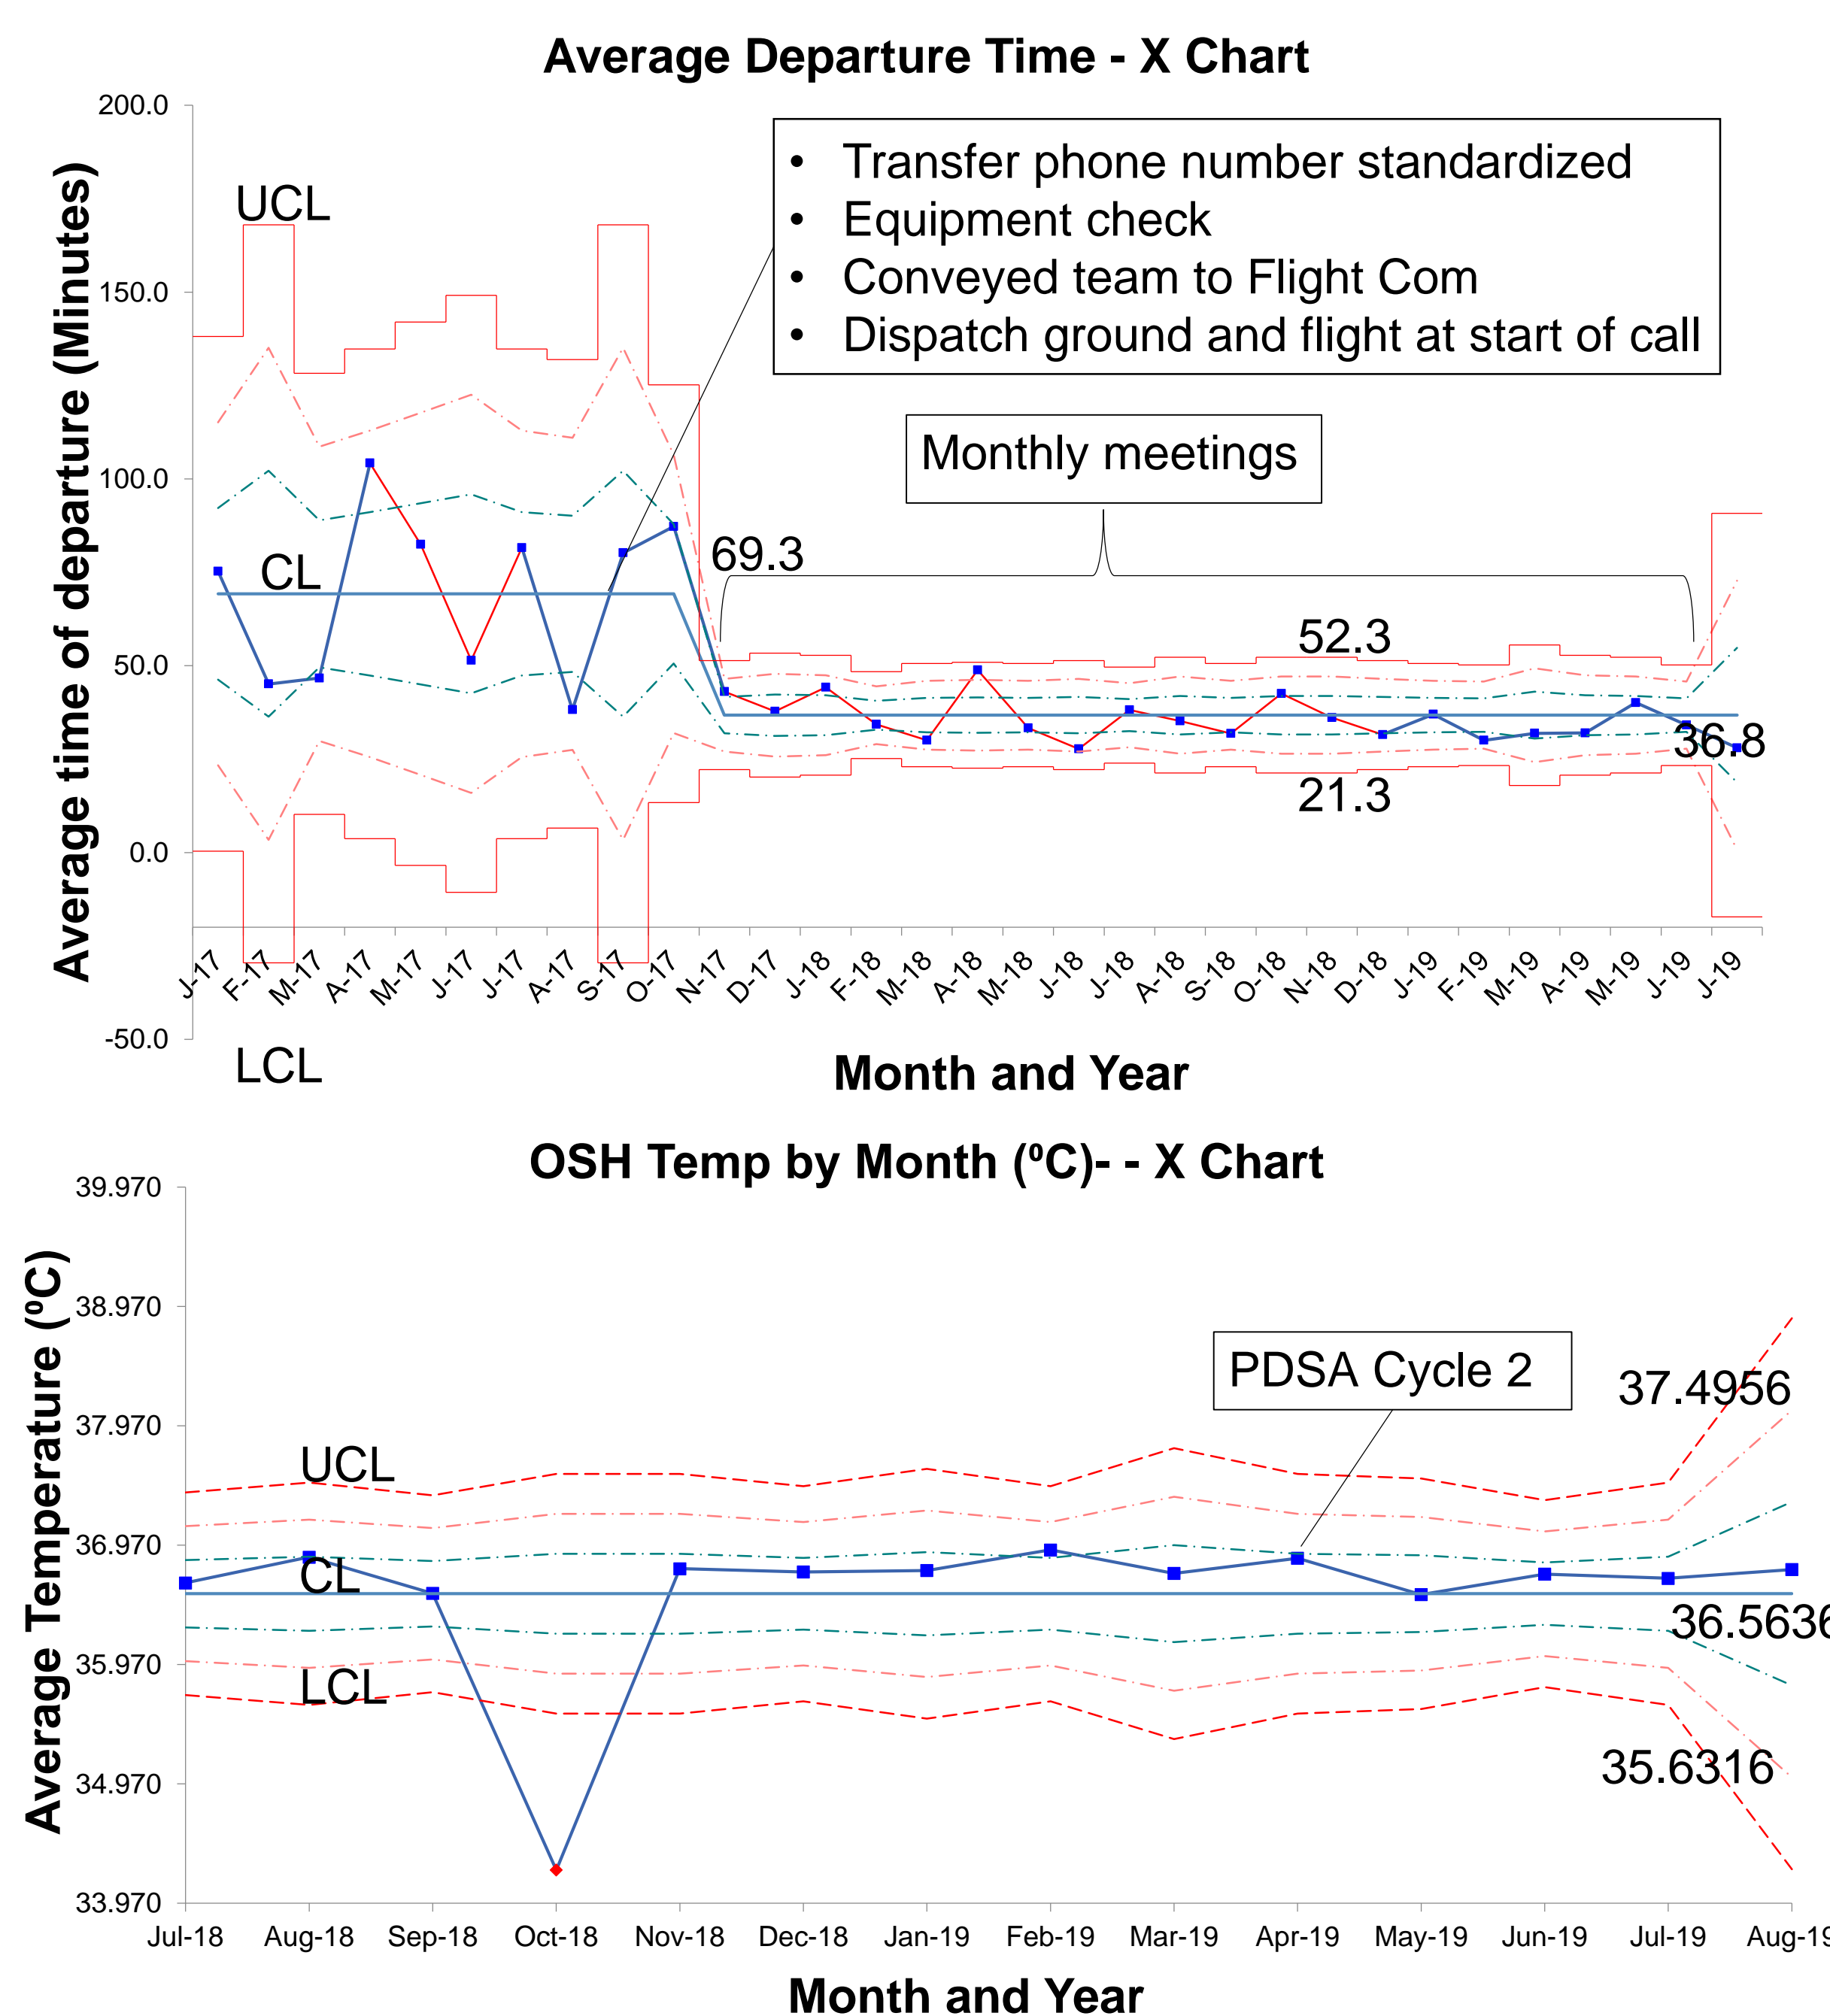 Average Departure Time - X Chart
Average time of departure (Minutes)
200.0
150.0
100.0
50.0
0.0
-50.0
UCL
CL
LCL
• Transfer phone number standardized
• Equipment check
• Conveyed team to Flight Com
• Dispatch ground and flight at start of call
Monthly meetings
69.3
52.3
36.8
21.3
J-17 F-17 M-17 A-17 M-17 J-17 J-17 A-17 S-17 O-17 N-17 D-17 J-18 F-18 M-18 A-18 M-18 J-18 J-18 A-18 S-18 O-18 N-18 D-18 J-19 F-19 M-19 A-19 M-19 J-19 J-19
Month and Year
OSH Temp by Month (ºC)- - X Chart
Average Temperature (ºC)
39.970
38.970
37.970
36.970
35.970
34.970
33.970
PDSA Cycle 2
37.4956
UCL
CL
36.5636
LCL
35.6316
Jul-18 Aug-18 Sep-18 Oct-18 Nov-18 Dec-18 Jan-19 Feb-19 Mar-19 Apr-19 May-19 Jun-19 Jul-19 Aug-19
Month and Year